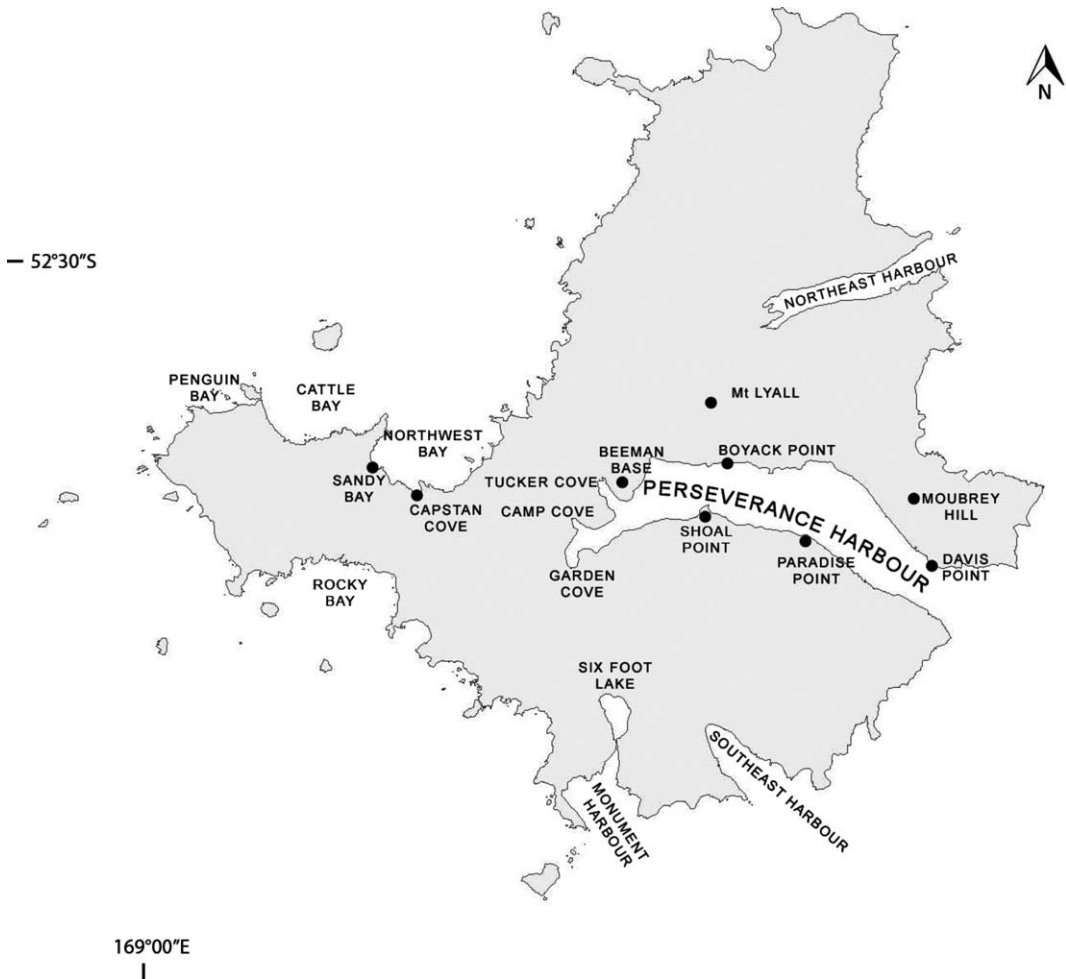 N
52°30"S
NORTHEAST HARBOUR
PENGUIN
BAY
CATTLE
BAY
Mt LYALL
NORTHWEST
BAY
BEEMAN
BASE
BOYACK POINT
SANDY
BAY
TUCKER COVE
CAPSTAN
COVE
CAMP COVE
PERSEVERANCE HARBOUR
MOUBREY
HILL
SHOAL
POINT
PARADISE
POINT
DAVIS
POINT
GARDEN
COVE
ROCKY
BAY
SIX FOOT
LAKE
SOUTHEAST HARBOUR
MONUMENT
HARBOUR
169°00"E